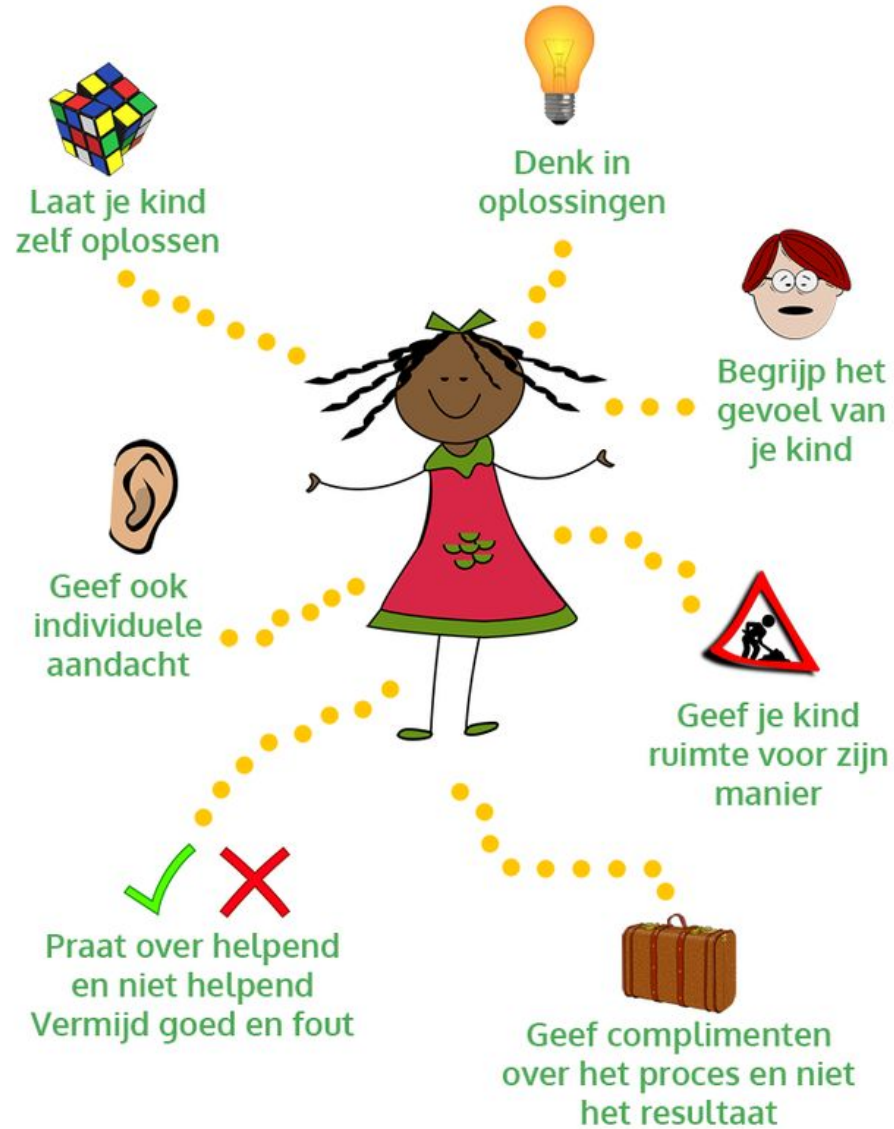 Denk in
oplossingen
Laat je kind
zelf oplossen
Begrijp het
gevoel van
je kind
Geef ook
individuele
aandacht
Geef je kind
ruimte voor zijn
manier
Praat over helpend
en niet helpend
Vermijd goed en fout
Geef complimenten
over het proces en niet
het resultaat